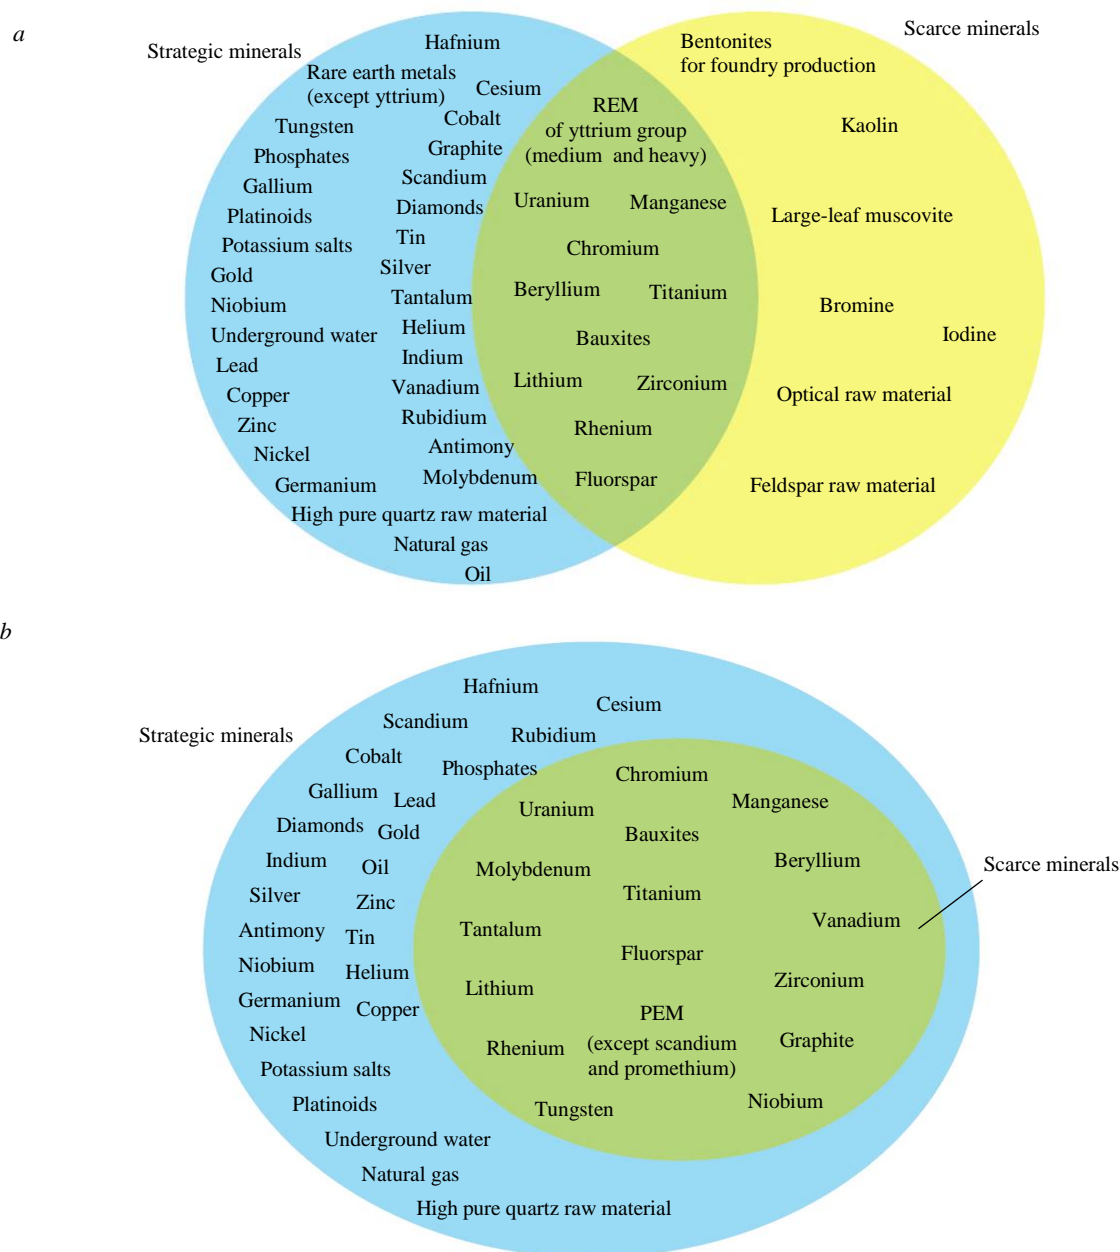 a
Strategic minerals
Hafnium
Rare earth metals
(except yttrium)
Cesium
Tungsten
Cobalt
Phosphates
Graphite
Gallium
Scandium
Platinoids
Diamonds
Potassium salts
Tin
Gold
Silver
Niobium
Tantalum
Underground water
Helium
Lead
Indium
Copper
Vanadium
Zinc
Rubidium
Nickel
Antimony
Germanium
Molybdenum
High pure quartz raw material
Natural gas
Oil
REM
of yttrium group
(medium and heavy)
Uranium
Manganese
Chromium
Beryllium
Titanium
Bauxites
Lithium
Zirconium
Rhenium
Fluorspar
Scarce minerals
Bentonites
for foundry production
Kaolin
Large-leaf muscovite
Bromine
Iodine
Optical raw material
Feldspar raw material
b
Strategic minerals
Hafnium
Cesium
Scandium
Rubidium
Cobalt
Phosphates
Gallium
Lead
Diamonds
Gold
Indium
Oil
Silver
Zinc
Antimony
Tin
Niobium
Helium
Germanium
Copper
Nickel
Potassium salts
Platinoids
Underground water
Natural gas
High pure quartz raw material
Chromium
Uranium
Manganese
Bauxites
Molybdenum
Beryllium
Titanium
Tantalum
Vanadium
Fluorspar
Lithium
Zirconium
PEM
(except scandium
and promethium)
Rhenium
Graphite
Tungsten
Niobium
Scarce minerals